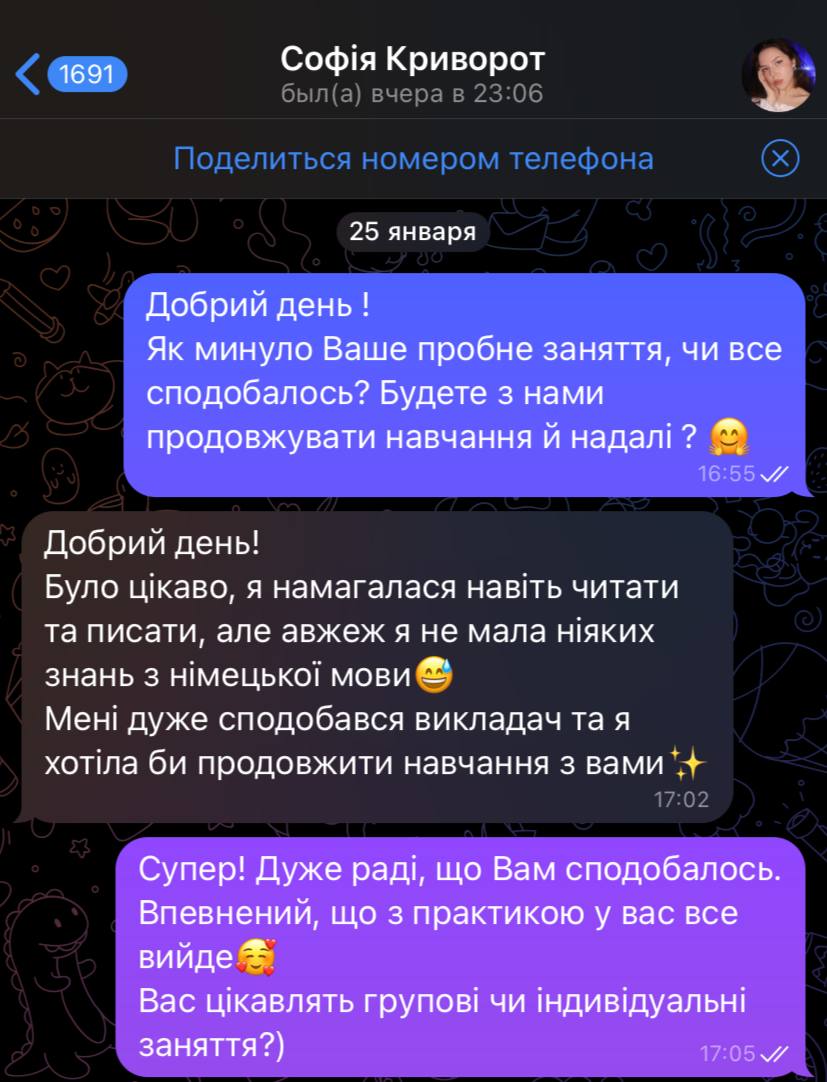 1691
Софія Криворот
был(а) вчера в 23:06
Поделиться номером телефона
25 января
Добрий день !
Як минуло Ваше пробне заняття, чи все
сподобалось? Будете з нами
продовжувати навчання й надалі ? 🤗
16:55
Добрий день!
Було цікаво, я намагалася навіть читати
та писати, але авжеж я не мала ніяких
знань з німецької мови😅
Мені дуже сподобався викладач та я
хотіла би продовжити навчання з вами✨
17:02
Супер! Дуже раді, що Вам сподобалось.
Впевнений, що з практикою у вас все
вийде🥰
Вас цікавлять групові чи індивідуальні
заняття?)
17:05